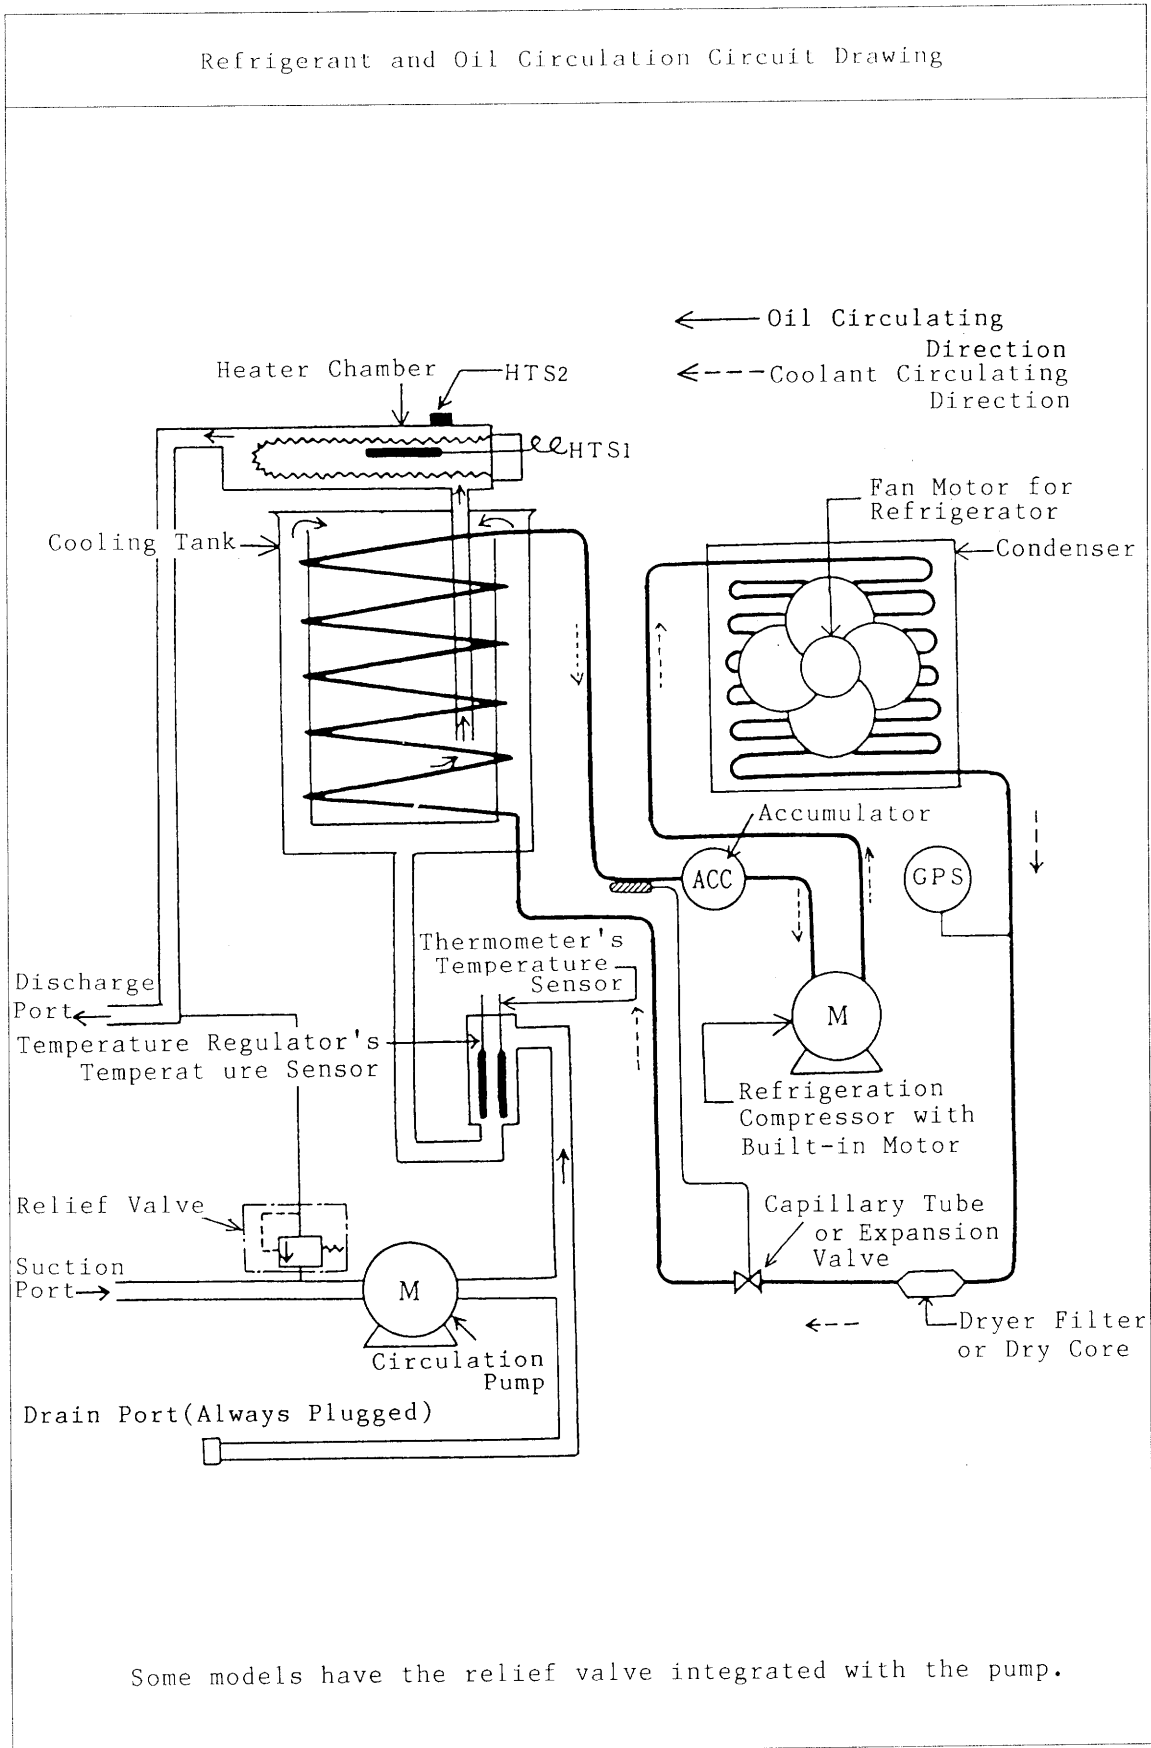 Refrigerant and Oil Circulation Circuit Drawing
Oil Circulating
Direction
Coolant Circulating
Direction
Heater Chamber
HTS2
HTS1
Fan Motor for
Refrigerator
Cooling Tank
Condenser
Accumulator
ACC
GPS
Thermometer's
Temperature
Sensor
Discharge
Port
M
Temperature Regulator's
Temperat ure Sensor
Refrigeration
Compressor with
Built-in Motor
Relief Valve
Capillary Tube
or Expansion
Valve
Suction
Port
M
Dryer Filter
or Dry Core
Circulation
Pump
Drain Port(Always Plugged)
Some models have the relief valve integrated with the pump.